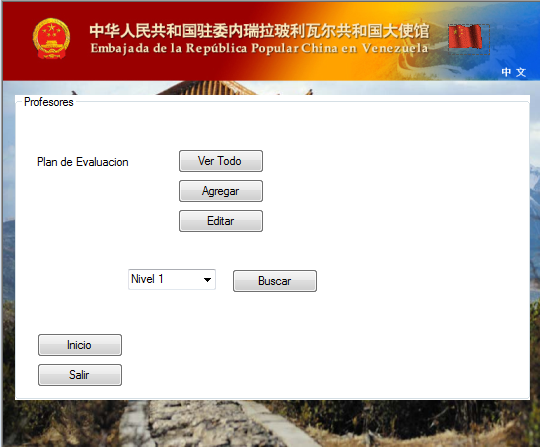 中华人民共和国驻委内瑞拉玻利瓦尔共和国大使馆
Embajada de la República Popular China en Venezuela
中 文
Profesores
Plan de Evaluacion
Ver Todo
Agregar
Editar
Nivel 1
Buscar
Inicio
Salir